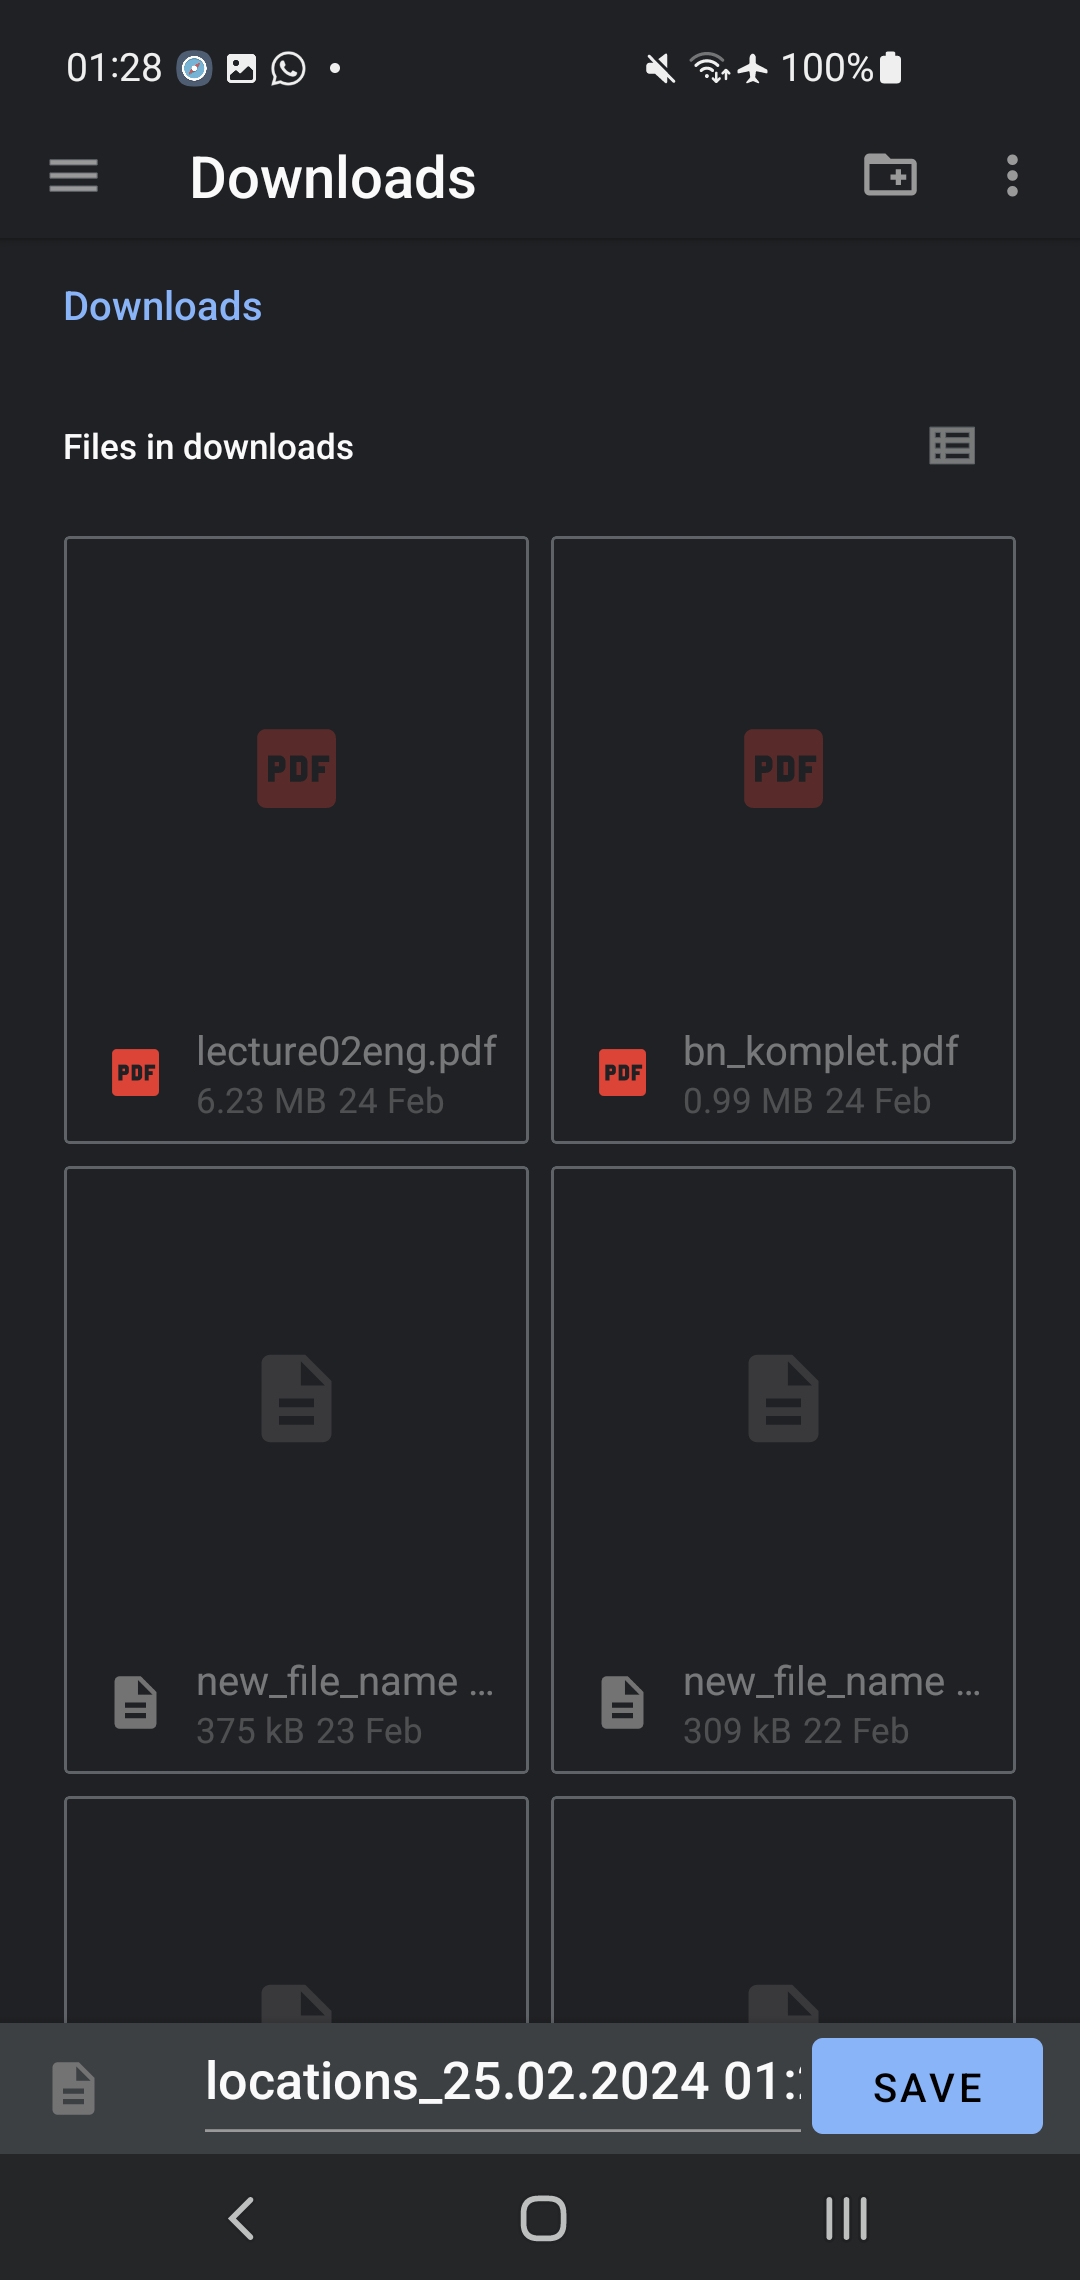 01:28 100%
Downloads
Downloads
Files in downloads
PDF PDF
lecture02eng.pdf
PDF
6.23 MB 24 Feb
bn_komplet.pdf
PDF
0.99 MB 24 Feb
new_file_name ...
375 kB 23 Feb
new_file_name ...
309 kB 22 Feb
locations_25.02.2024 01:
SAVE